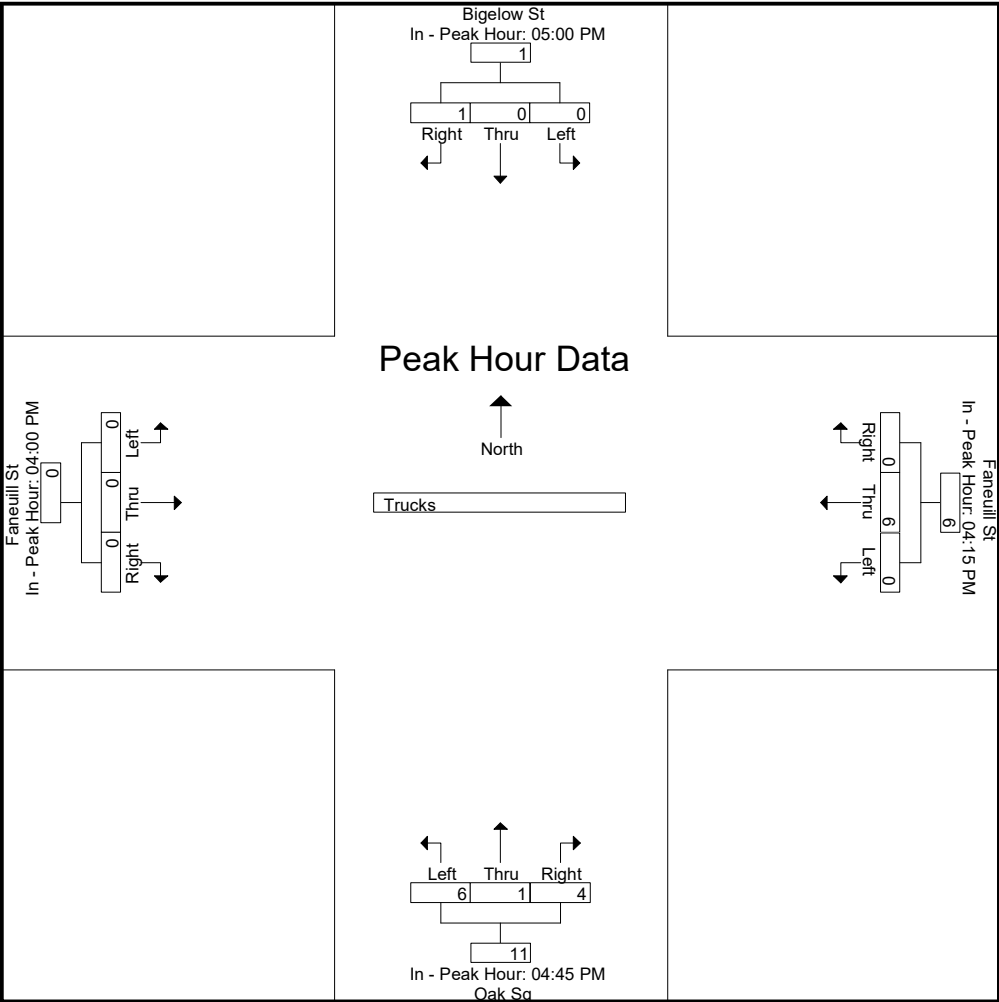 Bigelow St
In - Peak Hour: 05:00 PM
1
1 0 0
Right Thru Left
Peak Hour Data
North
Trucks
Faneuill St
In - Peak Hour: 04:00 PM
0
0 0 0
Left Thru Right
Faneuill St
In - Peak Hour: 04:15 PM
6
Right Thru Left
0 6 0
Left Thru Right
6 1 4
11
In - Peak Hour: 04:45 PM
Oak Sq